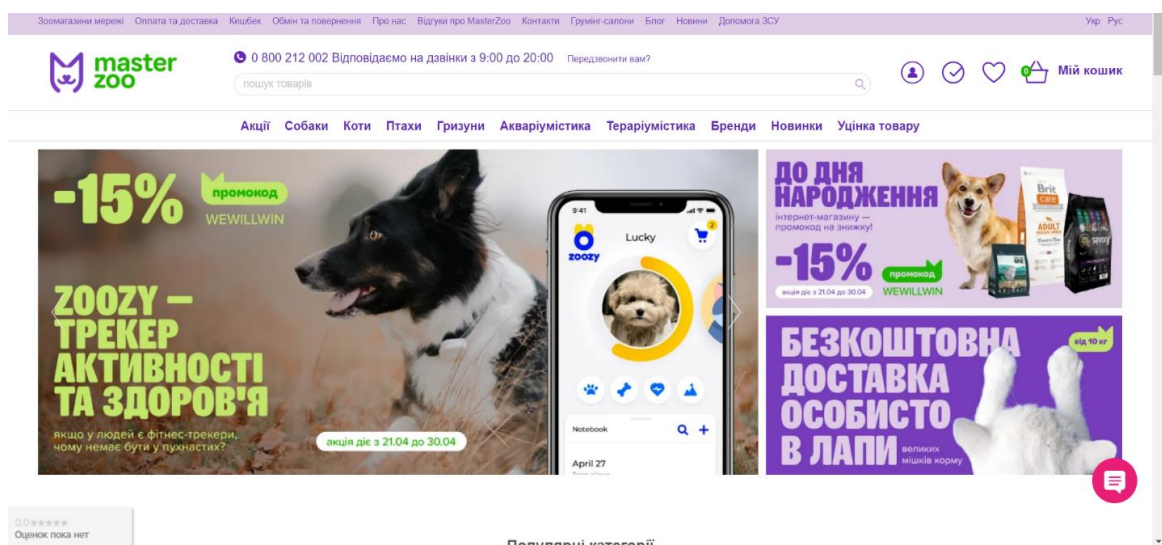 Зоомагазини мережі Оплата та доставка Кешбек Обмін та повернення Про нас Відгуки про MasterZoo Контакти Грумінг-салони Блог Новини Допомога ЗСУ Укр Рус
master
zoo
0 800 212 002 Відповідаємо на дзвінки з 9:00 до 20:00 Передзвонити вам?
пошук товарів
0
Мій кошик
Акції Собаки Коти Птахи Гризуни Акваріумістика Тераріумістика Бренди Новинки Уцінка товару
-15%
промокод
WEWILLWIN
ZOOZY –
ТРЕКЕР
АКТИВНОСТІ
ТА ЗДОРОВ'Я
якщо у людей є фітнес-трекери,
чому немає бути у пухнастих?
акція діє з 21.04 до 30.04
9:41
zoozy
Lucky
2
Notebook
April 27
ДО ДНЯ
НАРОДЖЕННЯ
інтернет-магазину —
промокод на знижку!
-15%
промокод
WEWILLWIN
акція діє з 21.04 до 30.04
Brit
care
ADULT
SAVORY
БЕЗКОШТОВНА
ДОСТАВКА
ОСОБИСТО
В ЛАПИ
великих
мішків корму
від 10 кг
0,0
Оценок пока нет
Популярні категорії